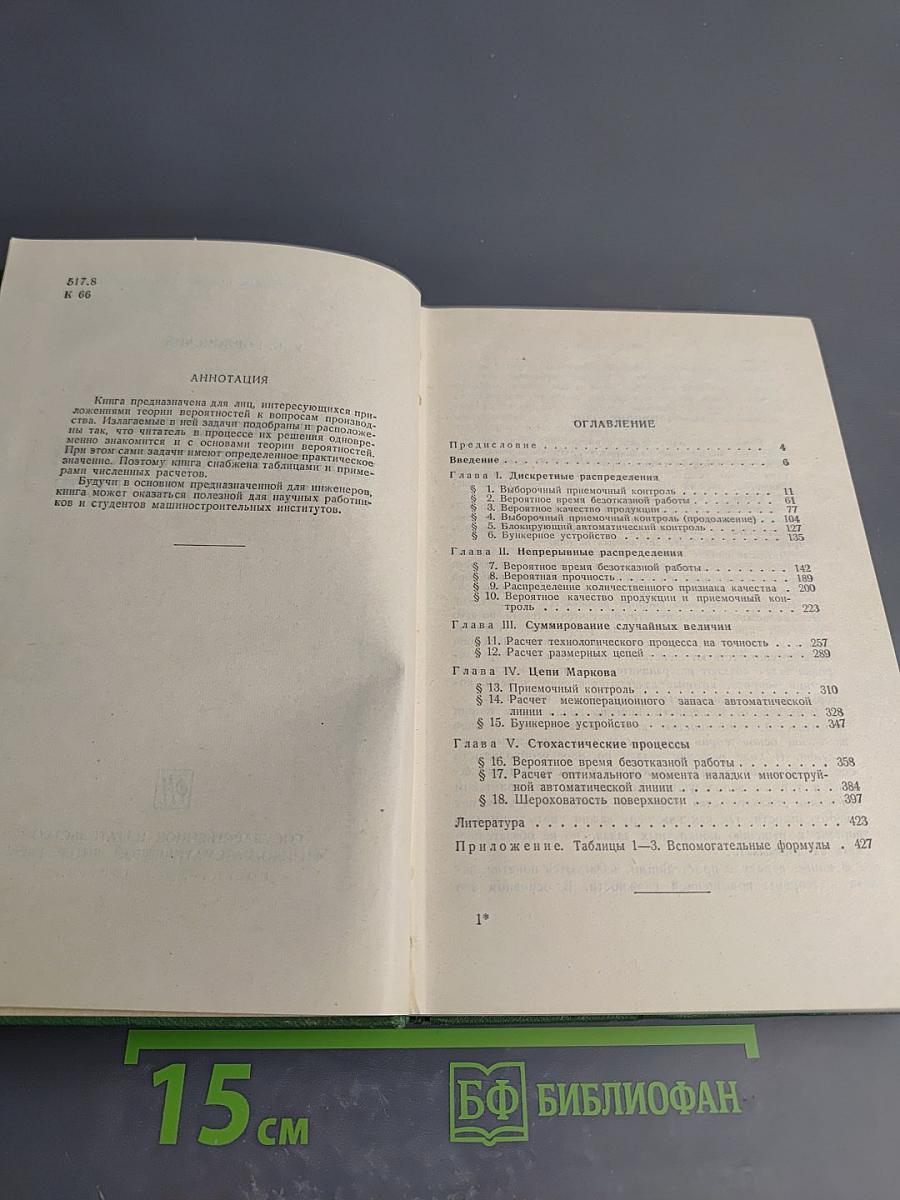 517.8
К 66
АННОТАЦИЯ
Книга предназначена для лиц, интересующихся при-
ложениями теории вероятностей к вопросам производ-
ства. Излагаемые в ней задачи подобраны и расположе-
ны так, что читатель в процессе их решения одновре-
менно знакомится и с основами теории вероятностей.
При этом сами задачи имеют определенное практическое
значение. Поэтому книга снабжена таблицами и приме-
рами численных расчетов.
Будучи в основном предназначенной для инженеров,
книга может оказаться полезной для научных работни-
ков и студентов машиностроительных институтов.
ОГЛАВЛЕНИЕ
Предисловие . . . . . . . . . . . . . . . . 4
Введение . . . . . . . . . . . . . . . . . . 6
Глава I. Дискретные распределения
§ 1. Выборочный приемочный контроль . . . . . . . . . 11
§ 2. Вероятное время безотказной работы . . . . . . . . 61
§ 3. Вероятное качество продукции . . . . . . . . . . . 77
§ 4. Выборочный приемочный контроль (продолжение) . . 104
§ 5. Блокирующий автоматический контроль . . . . . . . 127
§ 6. Бункерное устройство . . . . . . . . . . . . . . 135
Глава II. Непрерывные распределения
§ 7. Вероятное время безотказной работы . . . . . . . . 142
§ 8. Вероятная прочность . . . . . . . . . . . . . . . 189
§ 9. Распределение количественного признака качества . 200
§ 10. Вероятное качество продукции и приемочный кон-
троль . . . . . . . . . . . . . . . . . . . 223
Глава III. Суммирование случайных величин
§ 11. Расчет технологического процесса на точность . . . 257
§ 12. Расчет размерных цепей . . . . . . . . . . . . . 289
Глава IV. Цепи Маркова
§ 13. Приемочный контроль . . . . . . . . . . . . . . 310
§ 14. Расчет межоперационного запаса автоматической
линии . . . . . . . . . . . . . . . . . . . . 328
§ 15. Бункерное устройство . . . . . . . . . . . . . . 347
Глава V. Стохастические процессы
§ 16. Вероятное время безотказной работы . . . . . . . . 358
§ 17. Расчет оптимального момента наладки многоструй-
ной автоматической линии . . . . . . . . . . . . 384
§ 18. Шероховатость поверхности . . . . . . . . . . . 397
Литература . . . . . . . . . . . . . . . . . . . . 423
Приложение. Таблицы 1—3. Вспомогательные формулы . 427
1*
15 см
БФ БИБЛИОФАН